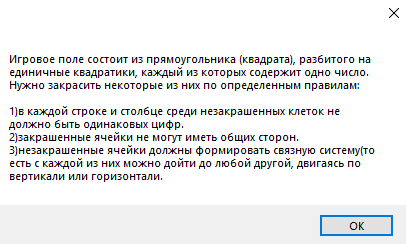 Игровое поле состоит из прямоугольника (квадрата), разбитого на
единичные квадратики, каждый из которых содержит одно число.
Нужно закрасить некоторые из них по определенным правилам:
1)в каждой строке и столбце среди незакрашенных клеток не
должно быть одинаковых цифр.
2)закрашенные ячейки не могут иметь общих сторон.
3)незакрашенные ячейки должны формировать связную систему(то
есть с каждой из них можно дойти до любой другой, двигаясь по
вертикали или горизонтали.
ОК